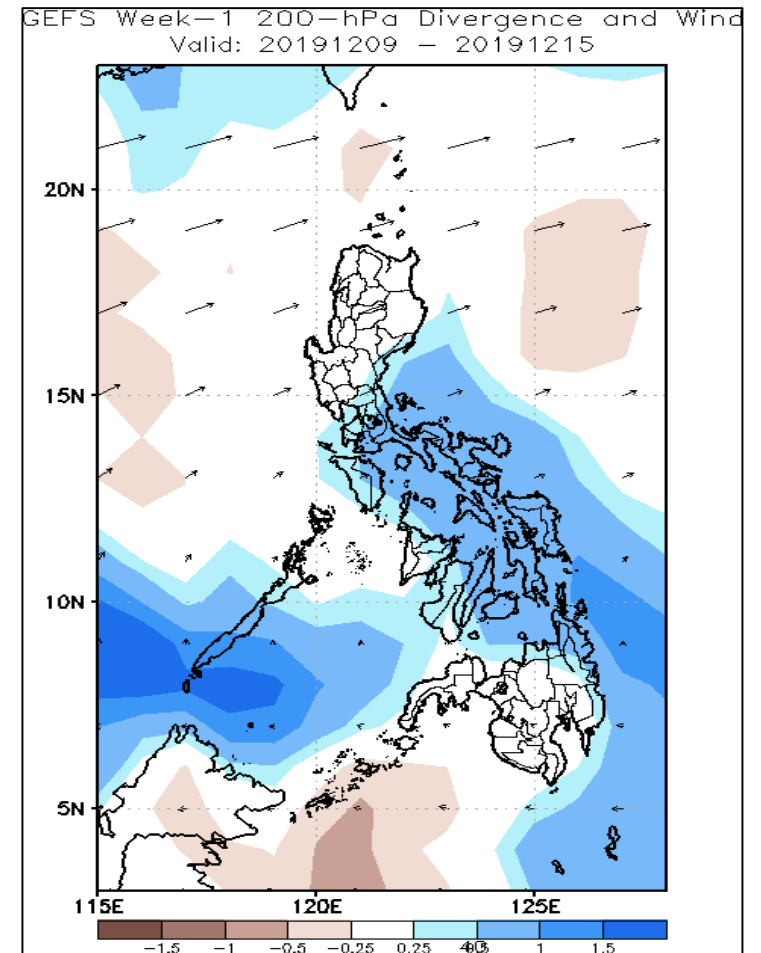 GEFS Week-1 200-hPa Divergence and Wind
Valid: 20191209 - 20191215
20N
15N
10N
5N
115E 120E 125E
-1.5 -1 -0.5 -0.25 0.25 1 1.5